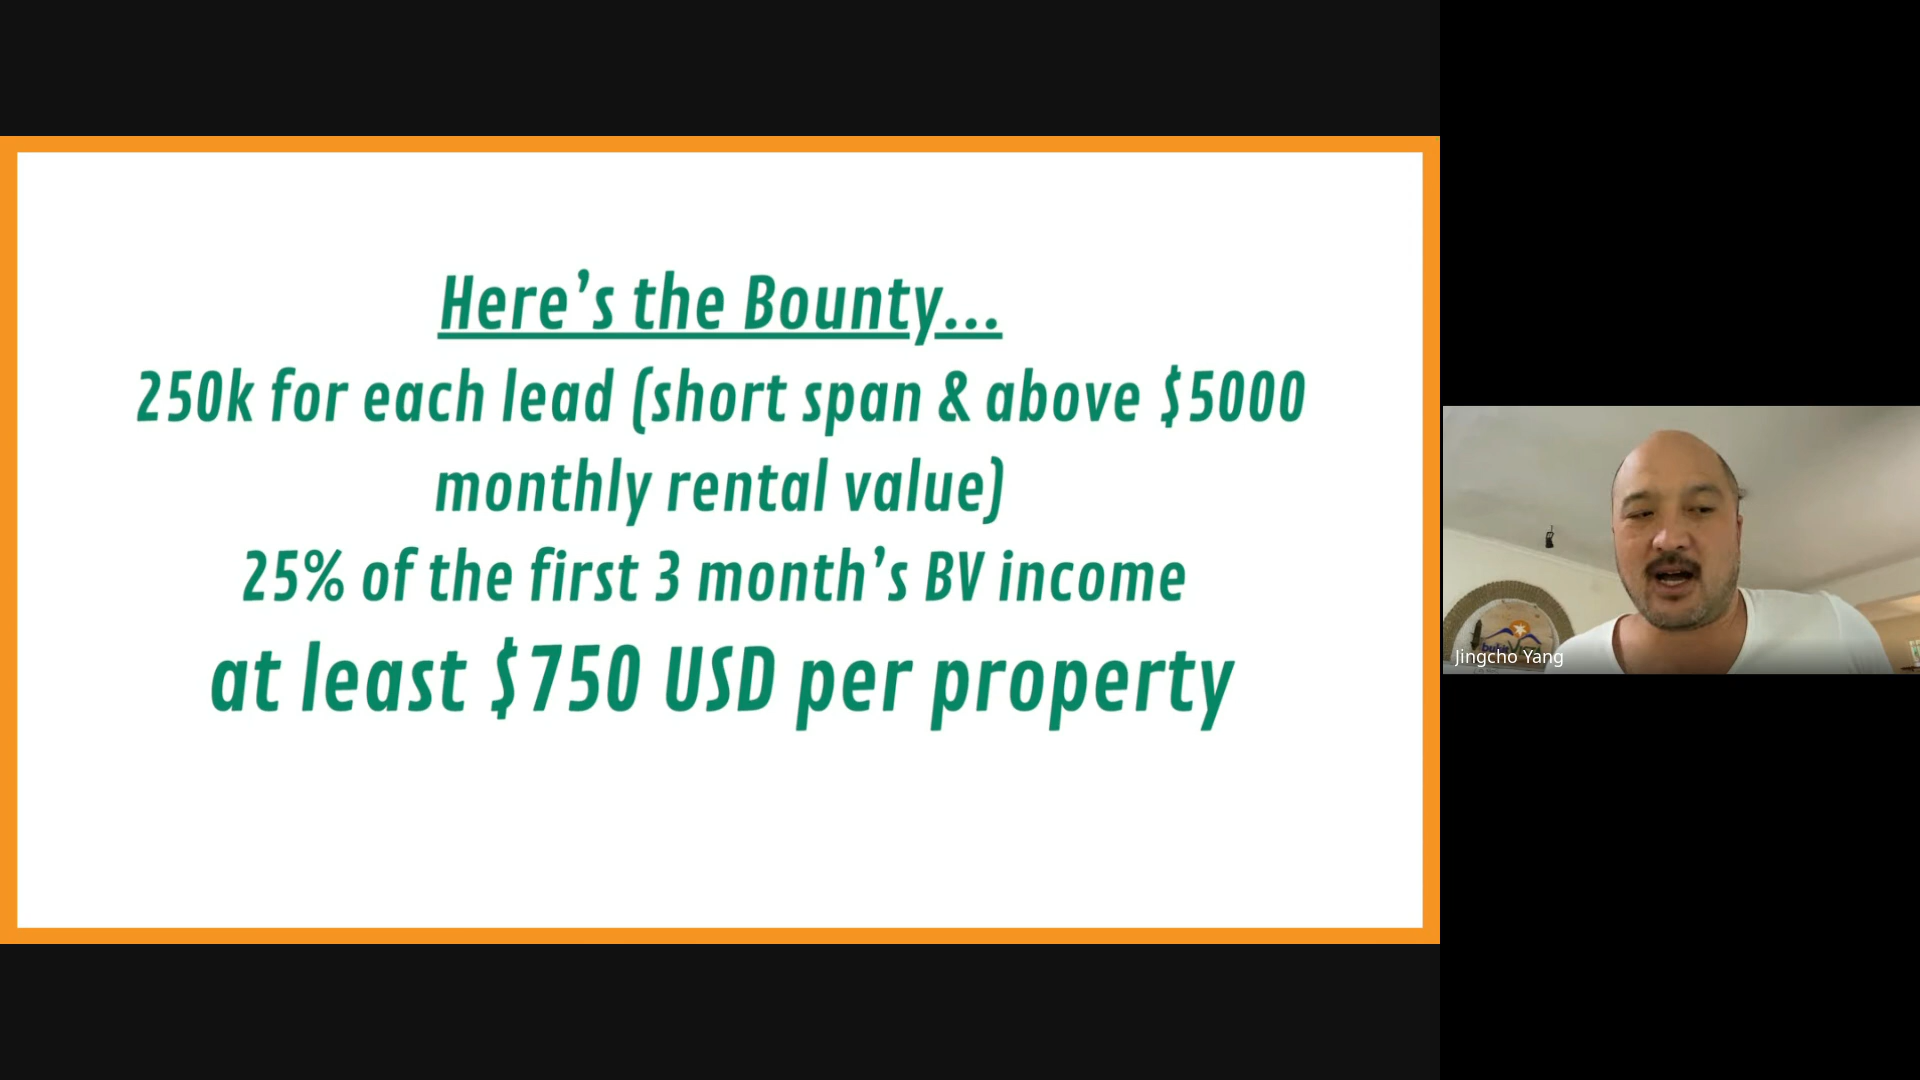 Here’s the Bounty...
250k for each lead (short span & above $5000
monthly rental value)
25% of the first 3 month’s BV income
at least $750 USD per property
Jingcho Yang